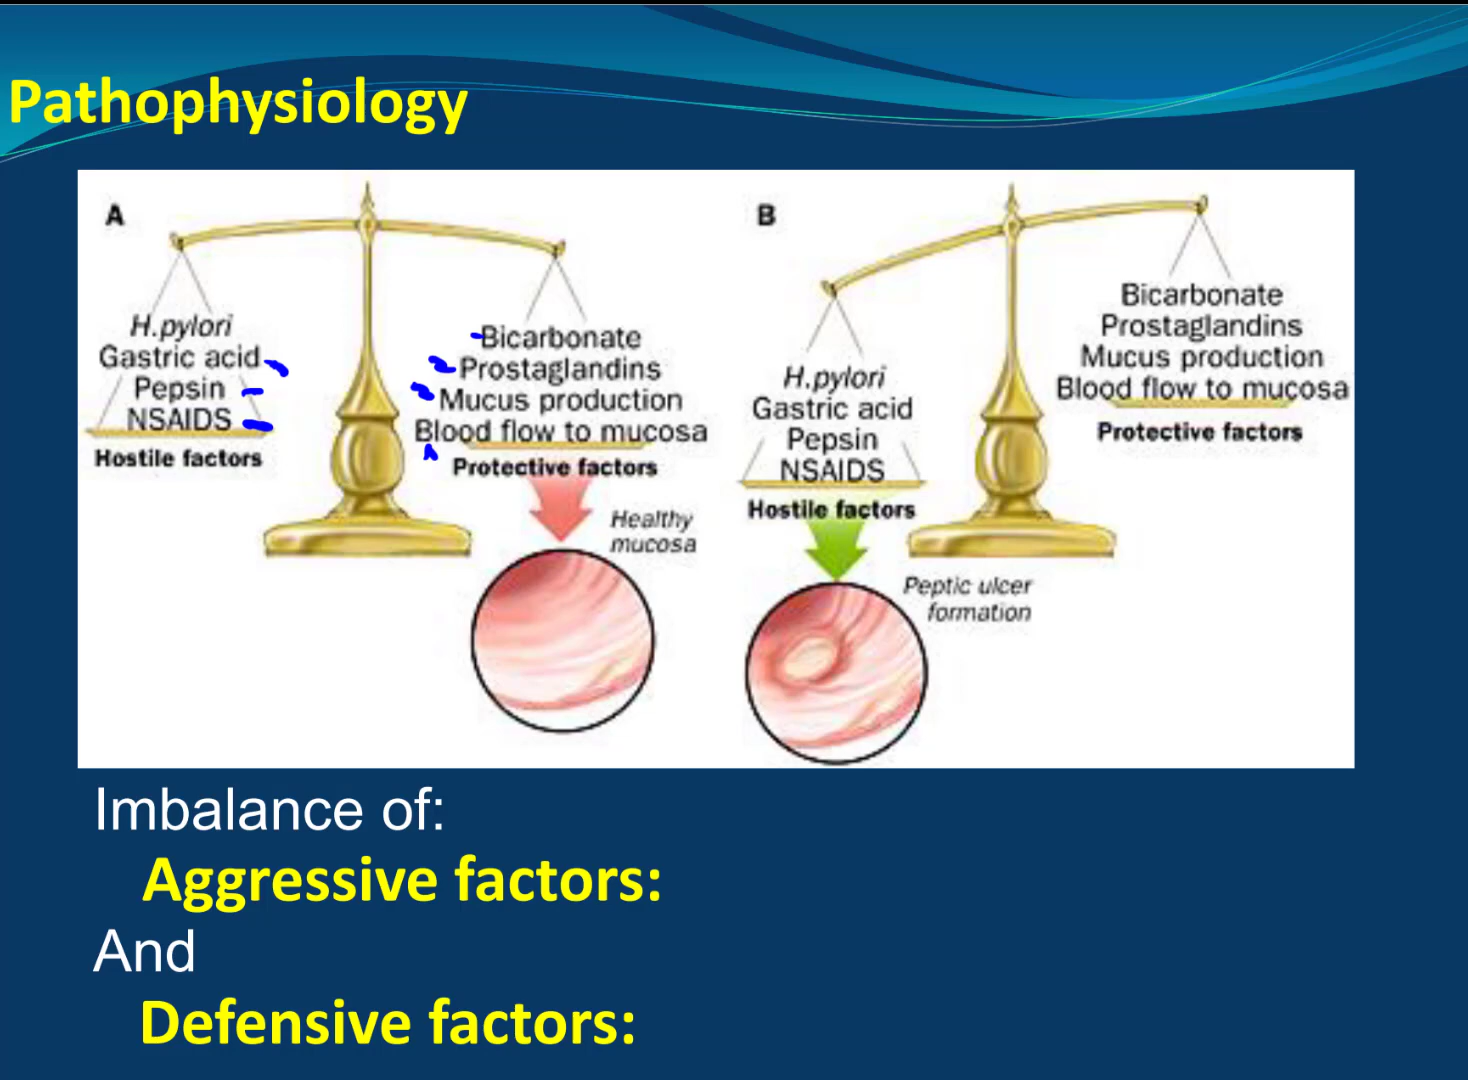 Pathophysiology
A
H.pylori
Gastric acid
Pepsin
NSAIDS
Hostile factors
Bicarbonate
Prostaglandins
Mucus production
Blood flow to mucosa
Protective factors
Healthy
mucosa
B
H.pylori
Gastric acid
Pepsin
NSAIDS
Hostile factors
Peptic ulcer
formation
Bicarbonate
Prostaglandins
Mucus production
Blood flow to mucosa
Protective factors
Imbalance of:
Aggressive factors:
And
Defensive factors: